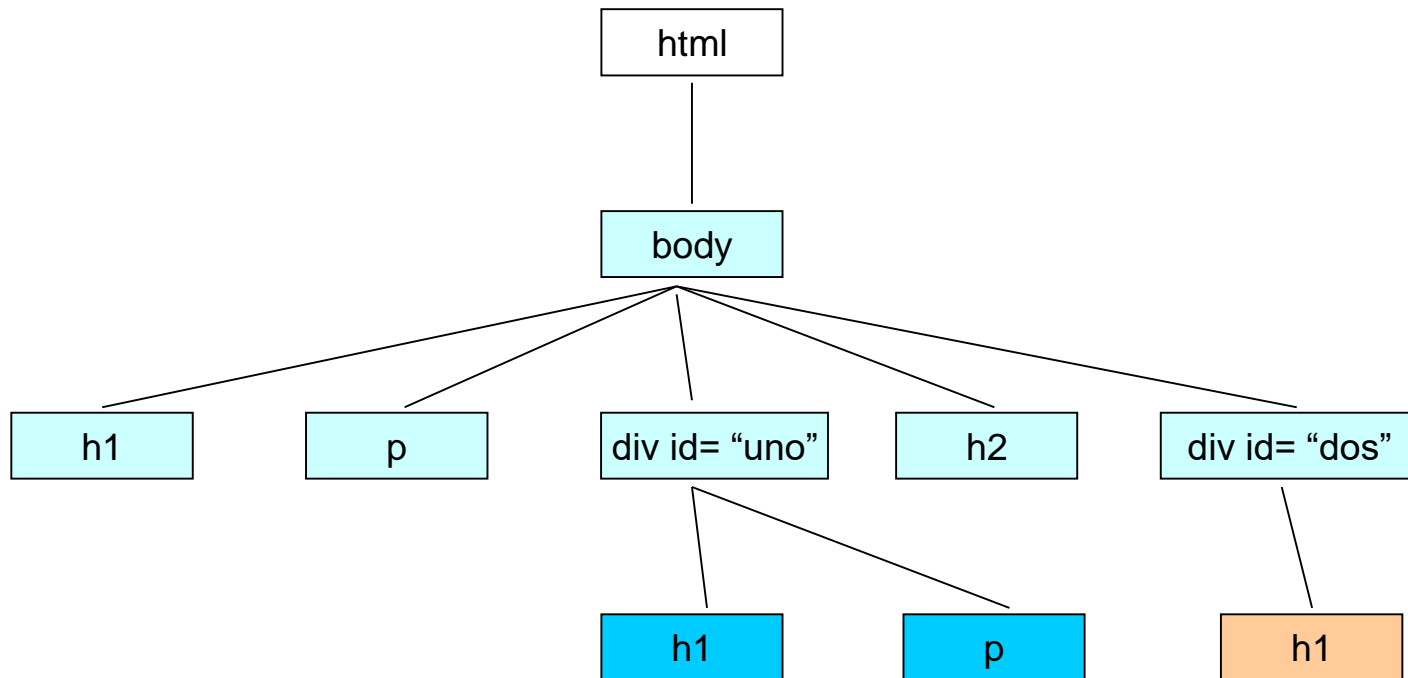 html
body
h1
p
div id= “uno”
h2
div id= “dos”
h1
p
h1